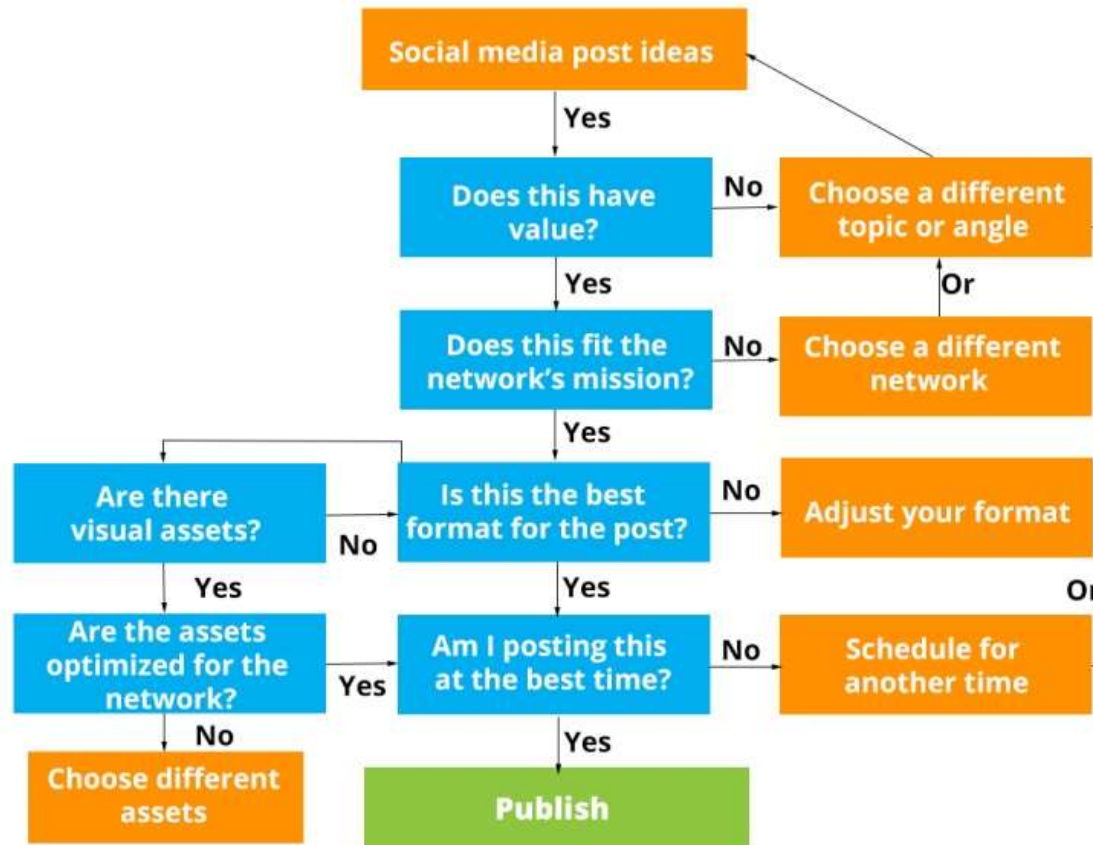 Social media post ideas
Yes
Does this have
value?
No
Choose a different
topic or angle
Yes
Or
Does this fit the
network's mission?
No
Choose a different
network
Yes
Are there
visual assets?
No
Is this the best
format for the post?
No
Adjust your format
Yes
Yes
Or
Are the assets
optimized for the
network?
Yes
Am I posting this
at the best time?
No
Schedule for
another time
No
Yes
Choose different
assets
Publish